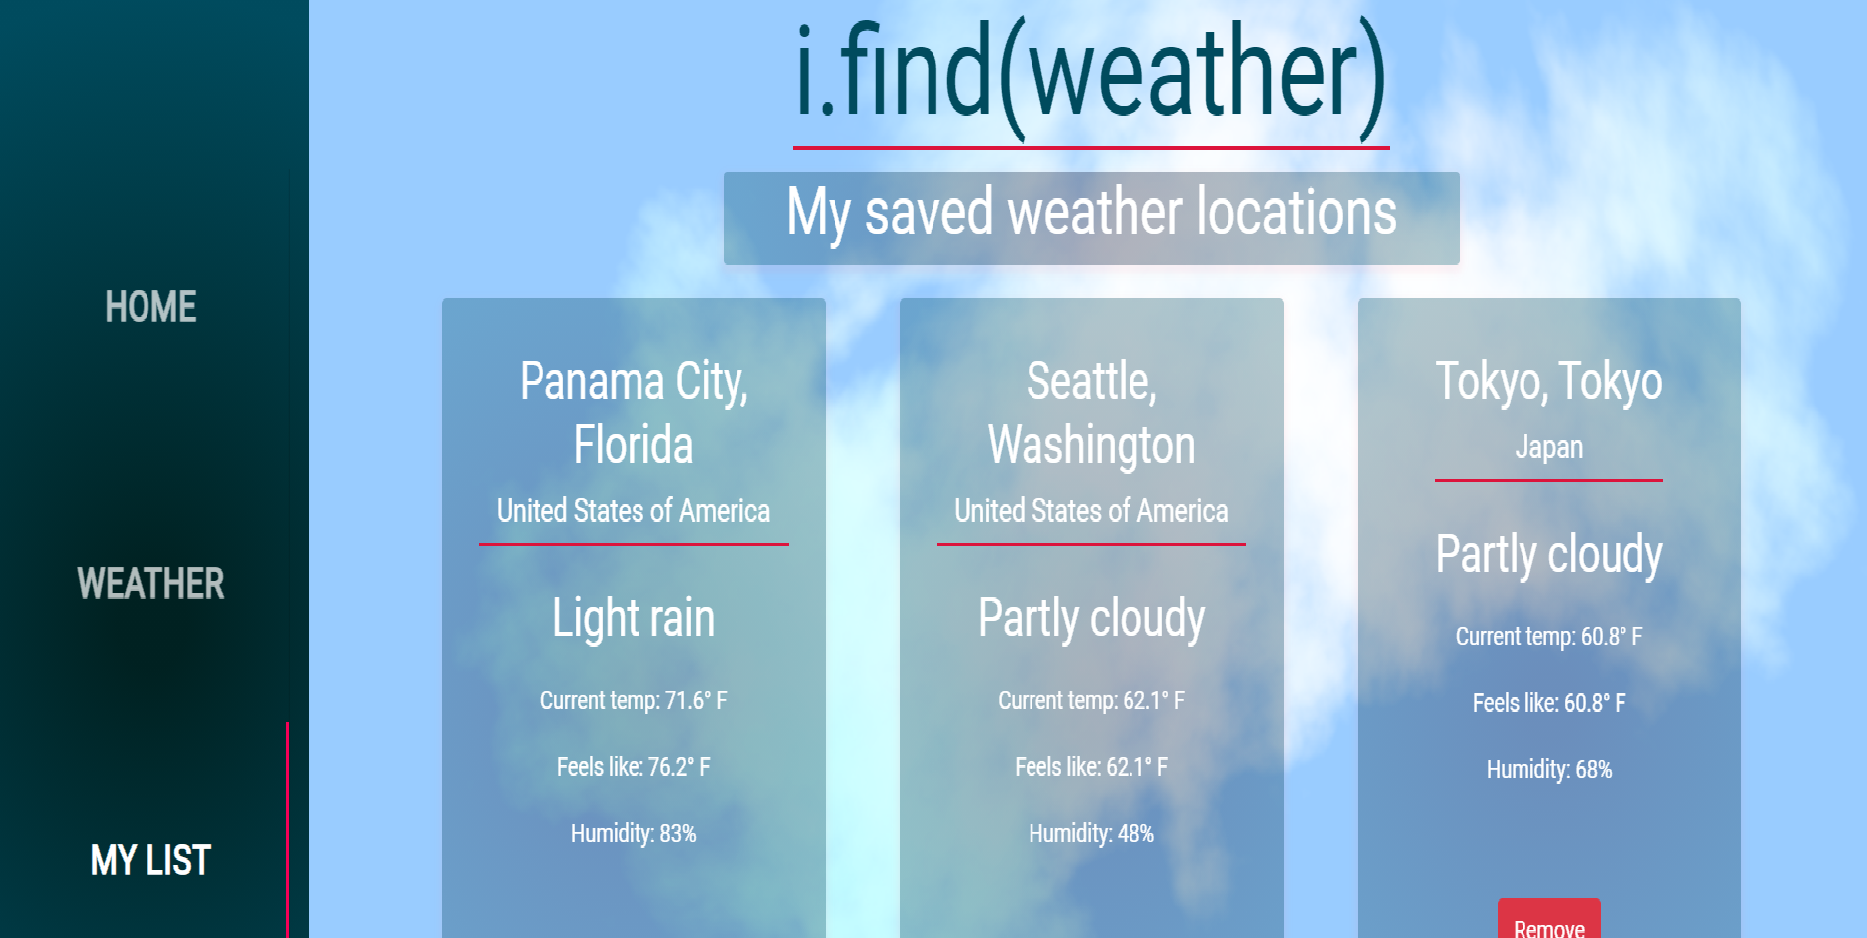 i.find(weather)
My saved weather locations
HOME
WEATHER
MY LIST
Panama City,
Florida
United States of America
Light rain
Current temp: 71.6° F
Feels like: 76.2° F
Humidity: 83%
Seattle,
Washington
United States of America
Partly cloudy
Current temp: 62.1° F
Feels like: 62.1° F
Humidity: 48%
Tokyo, Tokyo
Japan
Partly cloudy
Current temp: 60.8° F
Feels like: 60.8° F
Humidity: 68%
Remove